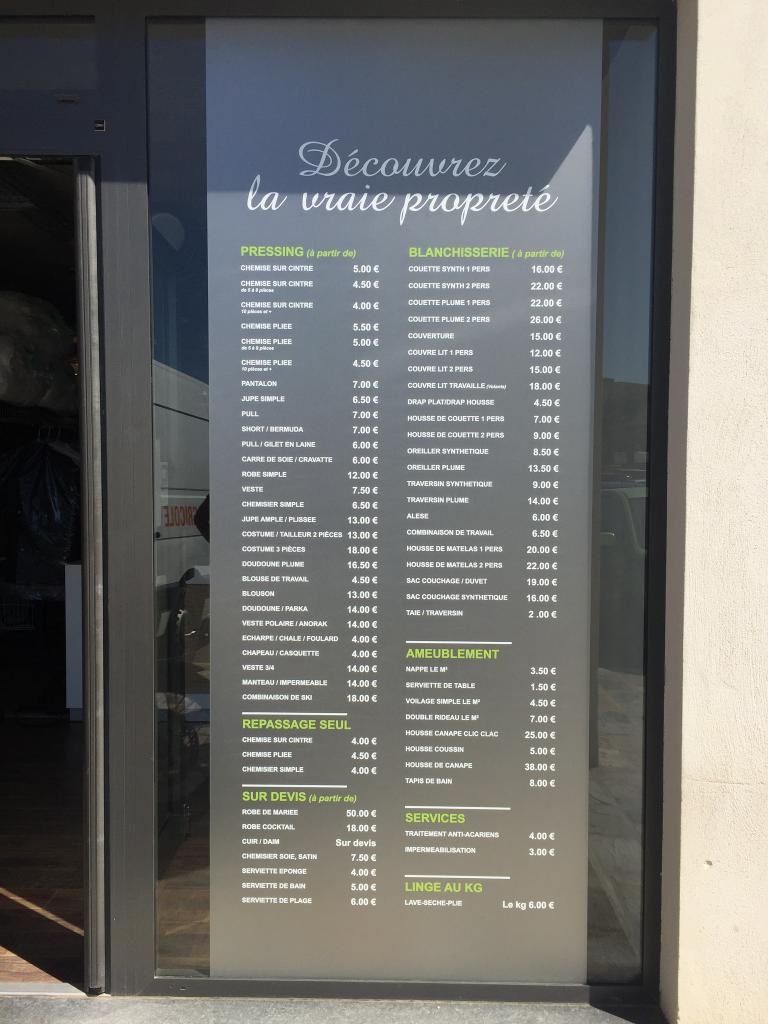 Découvrez
la vraie propreté
PRESSING (à partir de)
CHEMISE SUR CINTRE 5.00 €
CHEMISE SUR CINTRE 4.50 €
de 5 à 9 pièces
CHEMISE SUR CINTRE 4.00 €
10 pièces et +
CHEMISE PLIEE 5.50 €
CHEMISE PLIEE 5.00 €
de 5 à 9 pièces
CHEMISE PLIEE 4.50 €
10 pièces et +
PANTALON 7.00 €
JUPE SIMPLE 6.50 €
PULL 7.00 €
SHORT / BERMUDA 7.00 €
PULL / GILET EN LAINE 6.00 €
CARRE DE SOIE / CRAVATTE 6.00 €
ROBE SIMPLE 12.00 €
VESTE 7.50 €
CHEMISIER SIMPLE 6.50 €
JUPE AMPLE / PLISSEE 13.00 €
COSTUME / TAILLEUR 2 PIÈCES 13.00 €
COSTUME 3 PIÈCES 18.00 €
DOUDOUNE PLUME 16.50 €
BLOUSE DE TRAVAIL 4.50 €
BLOUSON 13.00 €
DOUDOUNE / PARKA 14.00 €
VESTE POLAIRE / ANORAK 14.00 €
ECHARPE / CHALE / FOULARD 4.00 €
CHAPEAU / CASQUETTE 4.00 €
VESTE 3/4 14.00 €
MANTEAU / IMPERMEABLE 14.00 €
COMBINAISON DE SKI 18.00 €
REPASSAGE SEUL
CHEMISE SUR CINTRE 4.00 €
CHEMISE PLIEE 4.50 €
CHEMISIER SIMPLE 4.00 €
SUR DEVIS (à partir de)
ROBE DE MARIEE 50.00 €
ROBE COCKTAIL 18.00 €
CUIR / DAIM Sur devis
CHEMISIER SOIE, SATIN 7.50 €
SERVIETTE EPONGE 4.00 €
SERVIETTE DE BAIN 5.00 €
SERVIETTE DE PLAGE 6.00 €
BLANCHISSERIE ( à partir de)
COUETTE SYNTH 1 PERS 16.00 €
COUETTE SYNTH 2 PERS 22.00 €
COUETTE PLUME 1 PERS 22.00 €
COUETTE PLUME 2 PERS 26.00 €
COUVERTURE 15.00 €
COUVRE LIT 1 PERS 12.00 €
COUVRE LIT 2 PERS 15.00 €
COUVRE LIT TRAVAILLE (Volants) 18.00 €
DRAP PLAT/DRAP HOUSSE 4.50 €
HOUSSE DE COUETTE 1 PERS 7.00 €
HOUSSE DE COUETTE 2 PERS 9.00 €
OREILLER SYNTHETIQUE 8.50 €
OREILLER PLUME 13.50 €
TRAVERSIN SYNTHETIQUE 9.00 €
TRAVERSIN PLUME 14.00 €
ALESE 6.00 €
COMBINAISON DE TRAVAIL 6.50 €
HOUSSE DE MATELAS 1 PERS 20.00 €
HOUSSE DE MATELAS 2 PERS 22.00 €
SAC COUCHAGE / DUVET 19.00 €
SAC COUCHAGE SYNTHETIQUE 16.00 €
TAIE / TRAVERSIN 2 .00 €
AMEUBLEMENT
NAPPE LE M² 3.50 €
SERVIETTE DE TABLE 1.50 €
VOILAGE SIMPLE LE M² 4.50 €
DOUBLE RIDEAU LE M² 7.00 €
HOUSSE CANAPE CLIC CLAC 25.00 €
HOUSSE COUSSIN 5.00 €
HOUSSE DE CANAPE 38.00 €
TAPIS DE BAIN 8.00 €
SERVICES
TRAITEMENT ANTI-ACARIENS 4.00 €
IMPERMEABILISATION 3.00 €
LINGE AU KG
LAVE-SECHE-PLIE Le kg 6.00 €